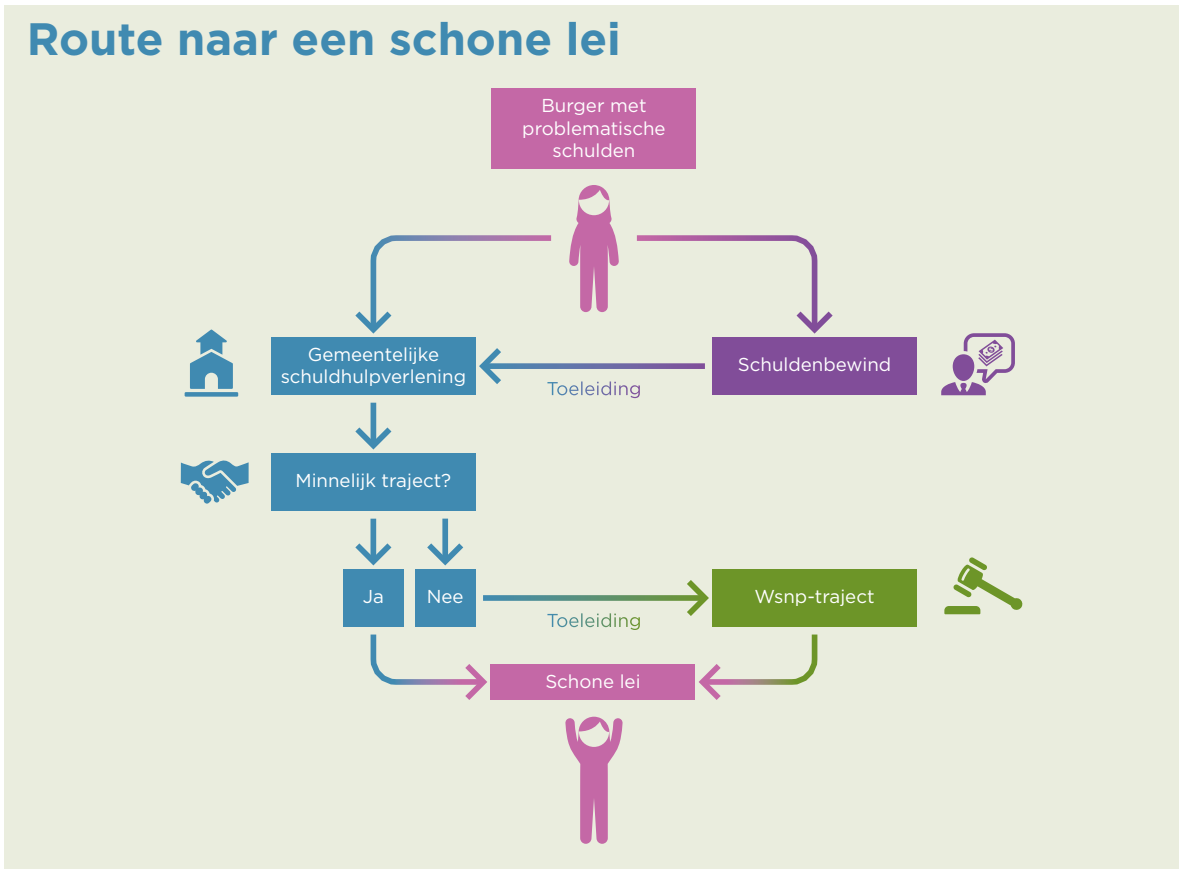 Route naar een schone lei
Burger met
problematische
schulden
Gemeentelijke
schuldhulpverlening
Toeleiding
Schuldenbewind
Minnelijk traject?
Ja
Nee
Toeleiding
Wsnp-traject
Schone lei